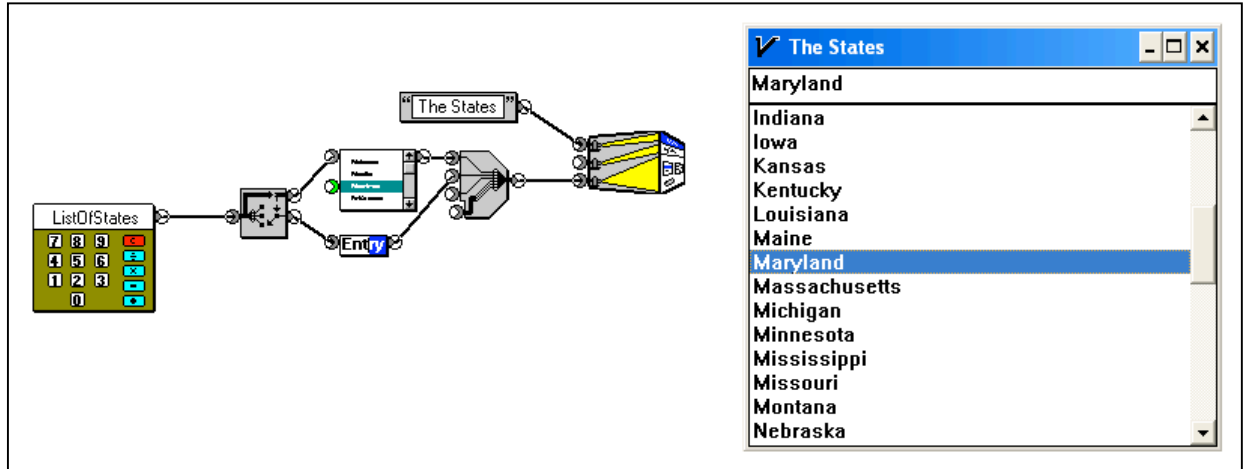 The States
Maryland
Indiana
Iowa
Kansas
Kentucky
Louisiana
Maine
Maryland
Massachusetts
Michigan
Minnesota
Mississippi
Missouri
Montana
Nebraska
“ The States ”
Entry
ListOfStates
7 8 9 C
4 5 6 ÷
1 2 3 ×
0